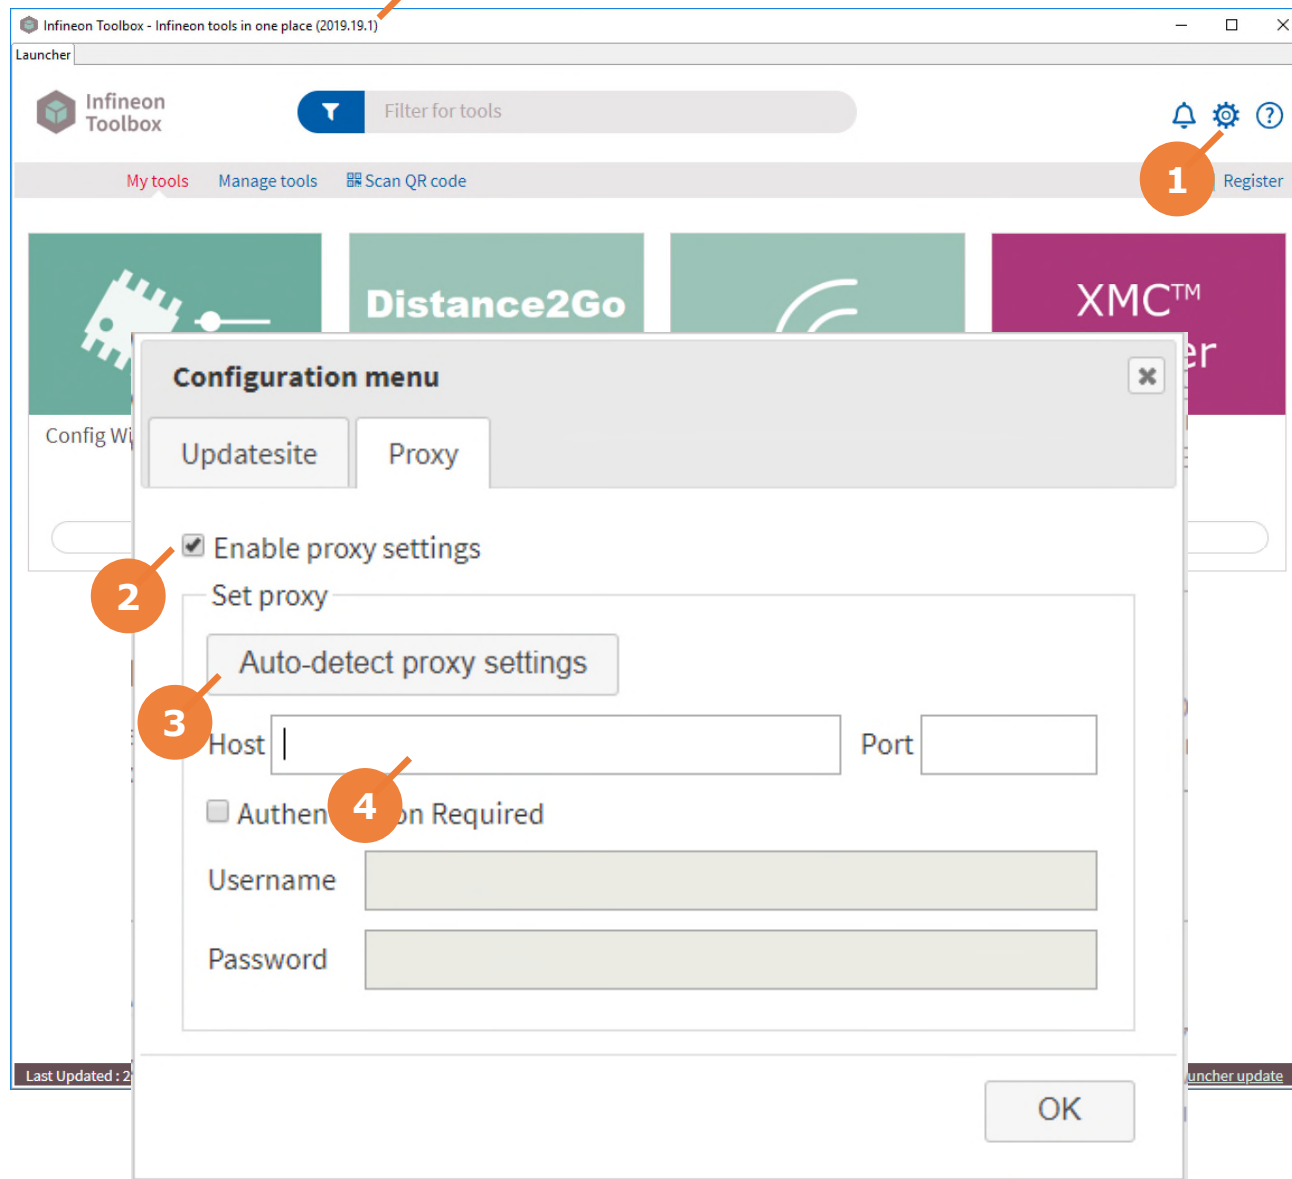 Infineon Toolbox - Infineon tools in one place (2019.19.1)
Launcher
Infineon
Toolbox
Filter for tools
My tools Manage tools Scan QR code Register
1
Distance2Go
XMC™
er
Config Wi
Configuration menu
Updatesite Proxy
Enable proxy settings
2
Set proxy
Auto-detect proxy settings
3
Host Port
4
Authen on Required
Username
Password
Last Updated : 2
uncher update
OK